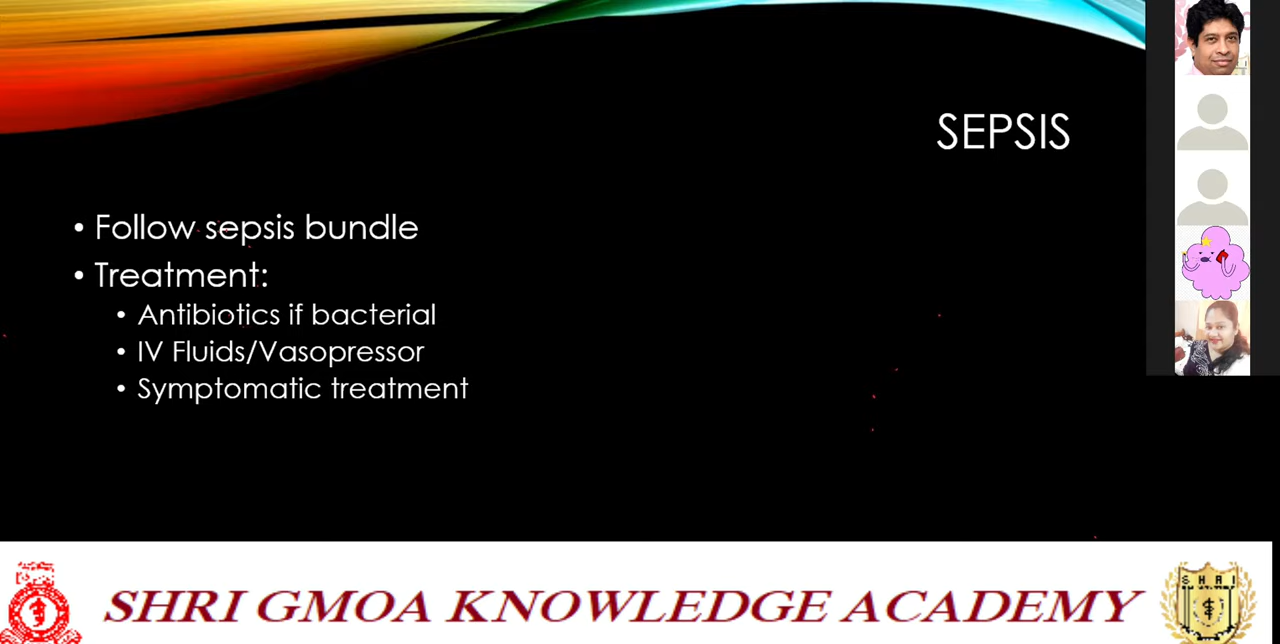 SEPSIS
• Follow sepsis bundle
• Treatment:
• Antibiotics if bacterial
• IV Fluids/Vasopressor
• Symptomatic treatment
SHRI GMOA KNOWLEDGE ACADEMY
S H R I